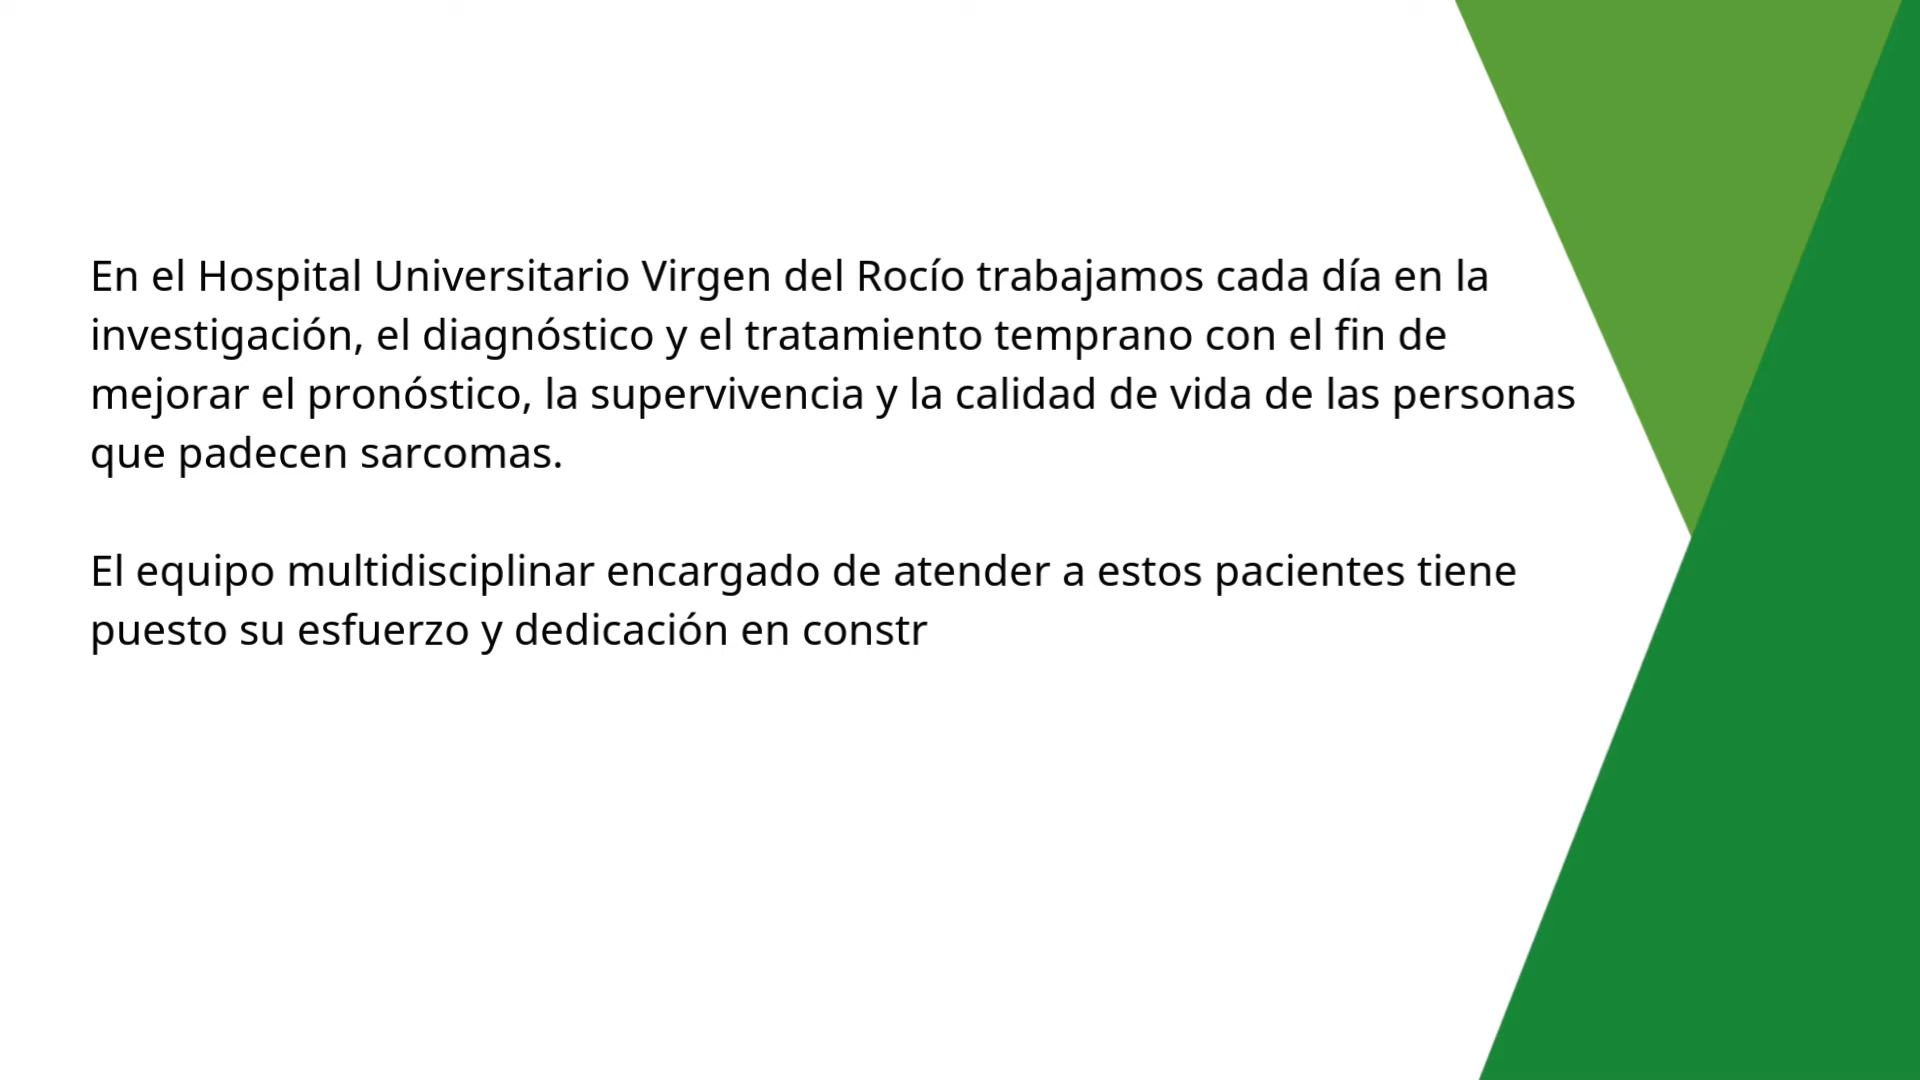 En el Hospital Universitario Virgen del Rocío trabajamos cada día en la
investigación, el diagnóstico y el tratamiento temprano con el fin de
mejorar el pronóstico, la supervivencia y la calidad de vida de las personas
que padecen sarcomas.
El equipo multidisciplinar encargado de atender a estos pacientes tiene
puesto su esfuerzo y dedicación en constr